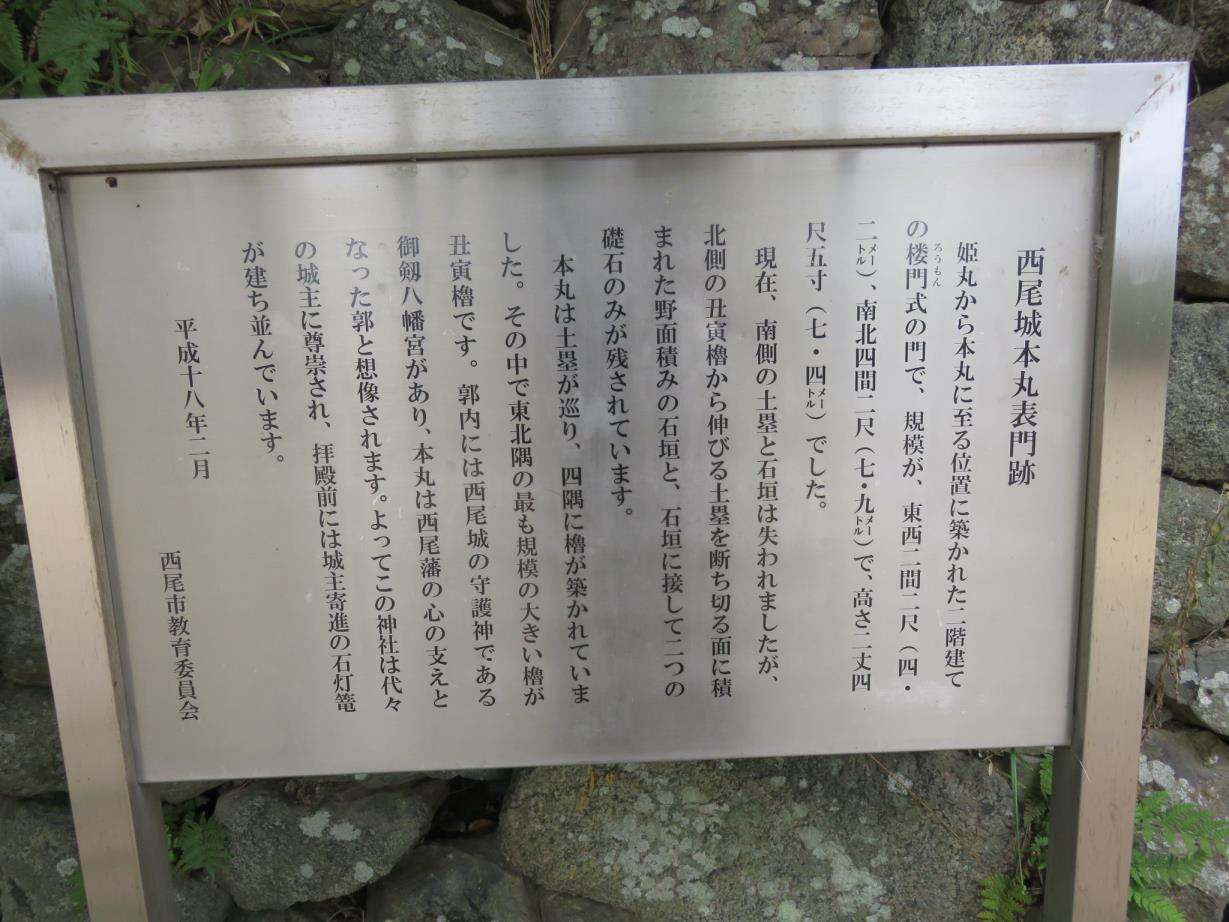 西尾城本丸表門跡
姫丸から本丸に至る位置に築かれた二階建て
の楼門式の門で、規模が、東西二間二尺（四・
ろうもん
二メートル）、南北四間二尺（七・九メートル）で、高さ二丈四
尺五寸（七・四メートル）でした。
現在、南側の土塁と石垣は失われましたが、
北側の丑寅櫓から伸びる土塁を断ち切る面に積
まれた野面積みの石垣と、石垣に接して二つの
礎石のみが残されています。
本丸は土塁が巡り、四隅に櫓が築かれていま
した。その中で東北隅の最も規模の大きい櫓が
丑寅櫓です。郭内には西尾城の守護神である
御剱八幡宮があり、本丸は西尾藩の心の支えと
なった郭と想像されます。よってこの神社は代々
の城主に尊崇され、拝殿前には城主寄進の石灯篭
が建ち並んでいます。
平成十八年二月
西尾市教育委員会